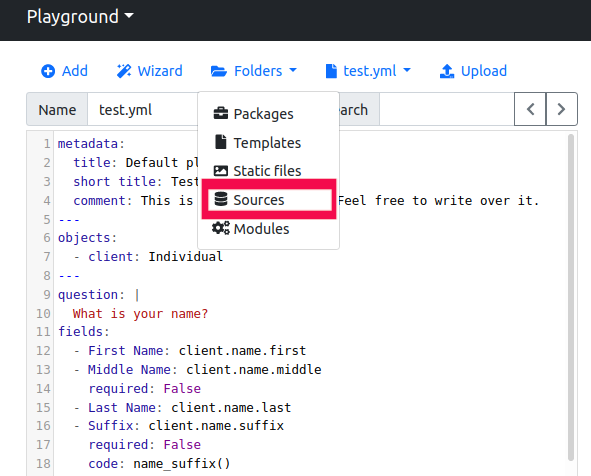 Playground
Add Wizard Folders test.yml Upload
Name test.yml arch
Packages
Templates
Static files
Sources
Modules
1 metadata:
2 title: Default pl
3 short title: Test
4 comment: This is Feel free to write over it.
5 ---
6 objects:
7 - client: Individual
8 ---
9 question: |
10 What is your name?
11 fields:
12 - First Name: client.name.first
13 - Middle Name: client.name.middle
14 required: False
15 - Last Name: client.name.last
16 - Suffix: client.name.suffix
17 required: False
18 code: name_suffix()